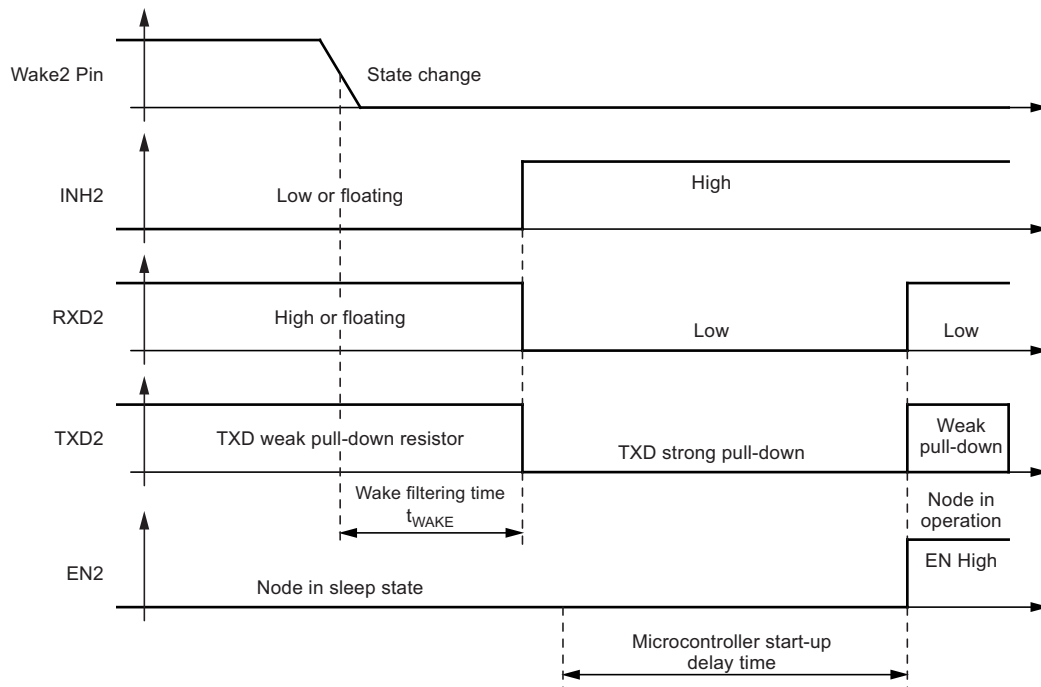 Wake2 Pin
State change
INH2
Low or floating
High
RXD2
High or floating
Low
Low
TXD2
TXD weak pull-down resistor
TXD strong pull-down
Weak
pull-down
Wake filtering time
tWAKE
Node in
operation
EN2
Node in sleep state
EN High
Microcontroller start-up
delay time